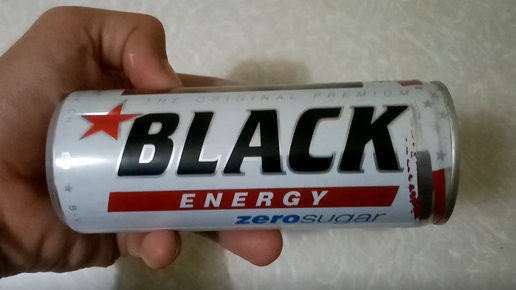 THE ORIGINAL PREMIUM
BLACK
ENERGY
zerosugar